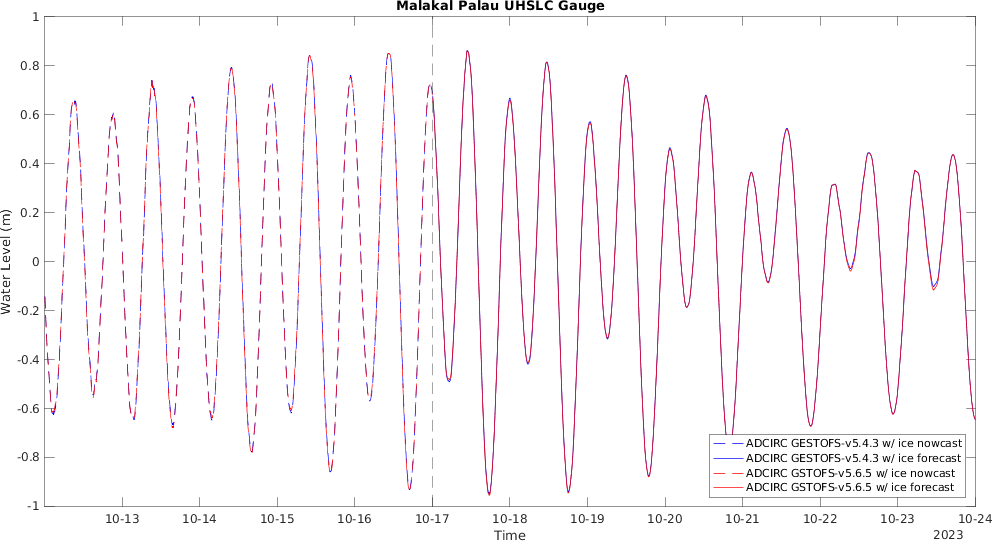 Malakal Palau UHSLC Gauge
1
0.8
0.6
0.4
0.2
0
-0.2
-0.4
-0.6
-0.8
-1
Water Level (m)
10-13 10-14 10-15 10-16 10-17 10-18 10-19 10-20 10-21 10-22 10-23 10-24
Time
2023
ADCIRC GESTOFS-v5.4.3 w/ ice nowcast
ADCIRC GESTOFS-v5.4.3 w/ ice forecast
ADCIRC GSTOFS-v5.6.5 w/ ice nowcast
ADCIRC GSTOFS-v5.6.5 w/ ice forecast